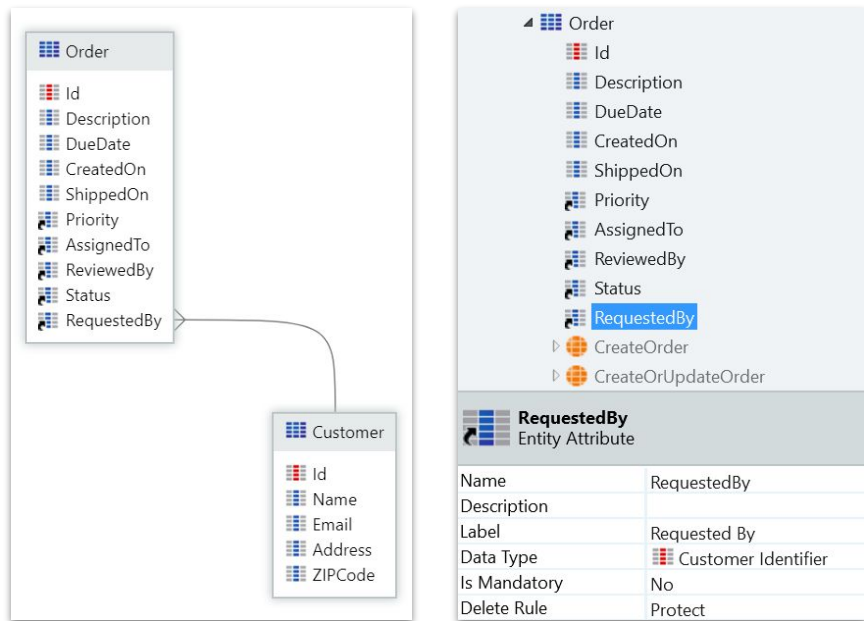 Order
Id
Description
DueDate
CreatedOn
ShippedOn
Priority
AssignedTo
ReviewedBy
Status
RequestedBy
Customer
Id
Name
Email
Address
ZIPCode
Order
Id
Description
DueDate
CreatedOn
ShippedOn
Priority
AssignedTo
ReviewedBy
Status
RequestedBy
CreateOrder
CreateOrUpdateOrder
RequestedBy
Entity Attribute
Name RequestedBy
Description
Label Requested By
Data Type Customer Identifier
Is Mandatory No
Delete Rule Protect